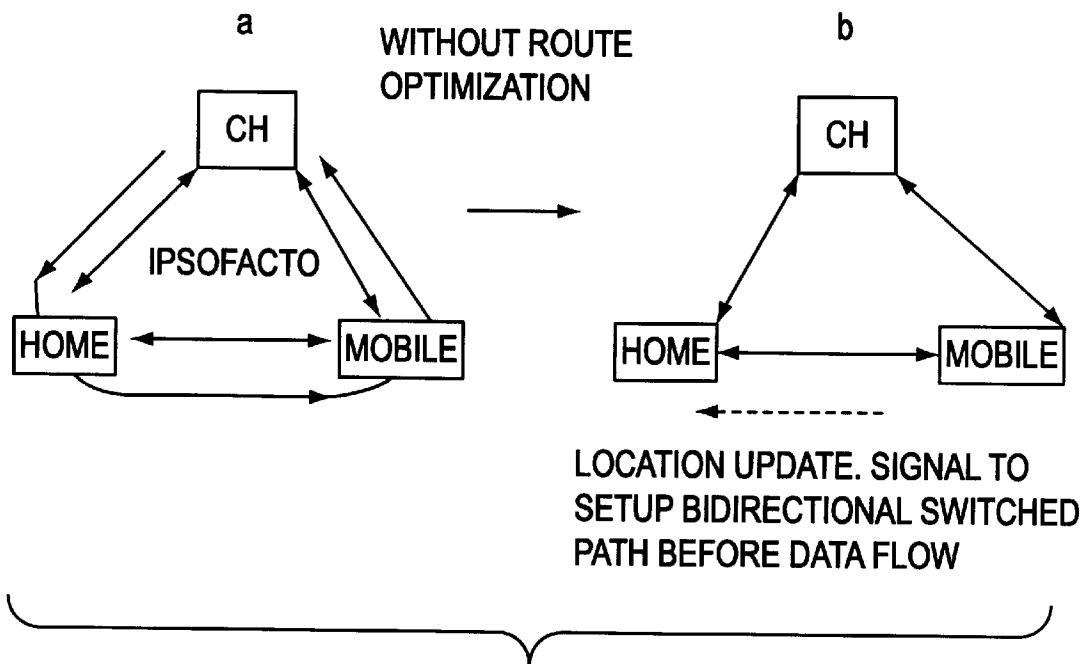 a
WITHOUT ROUTE
OPTIMIZATION
b
CH
IPSOFACTO
HOME
MOBILE
CH
HOME
MOBILE
LOCATION UPDATE. SIGNAL TO
SETUP BIDIRECTIONAL SWITCHED
PATH BEFORE DATA FLOW